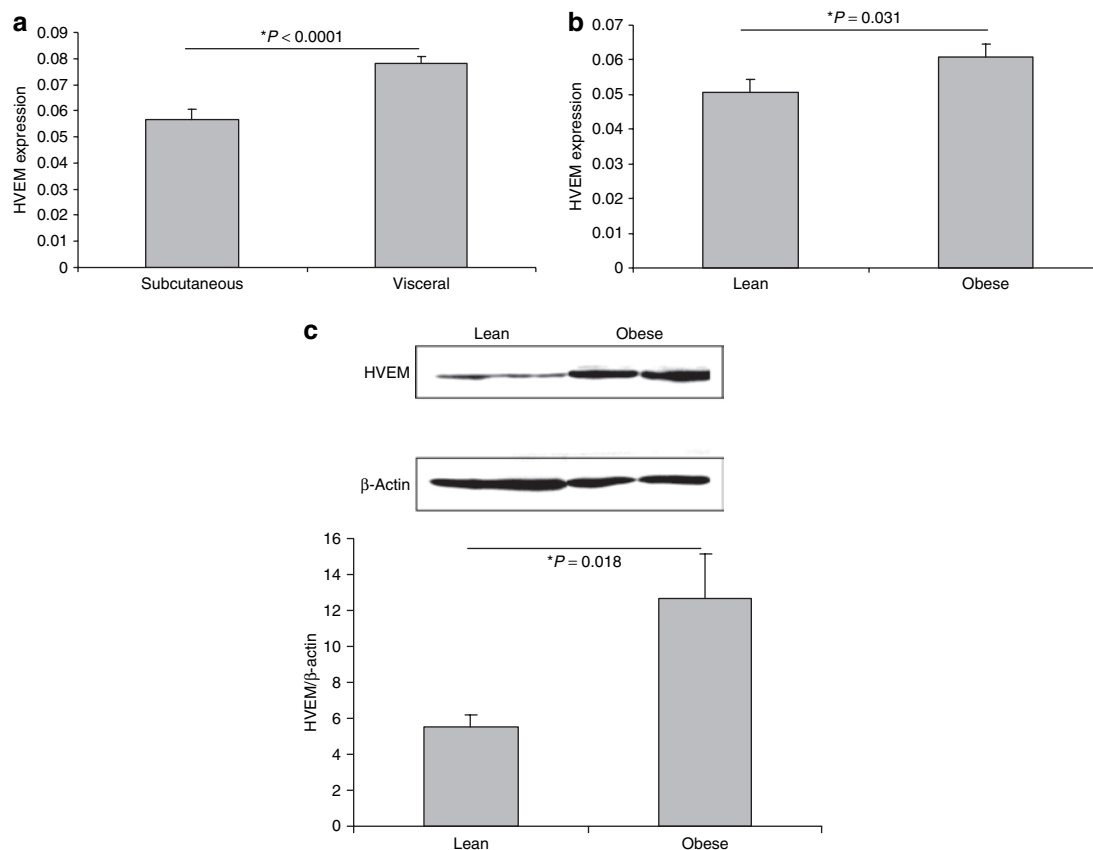 a
*P < 0.0001
0.09
0.08
0.07
0.06
0.05
0.04
0.03
0.02
0.01
0
HVEM expression
Subcutaneous Visceral
b
*P = 0.031
0.07
0.06
0.05
0.04
0.03
0.02
0.01
0
HVEM expression
Lean Obese
c
Lean Obese
HVEM
β-Actin
16
14
12
10
8
6
4
2
0
HVEM/β-actin
*P = 0.018
Lean Obese